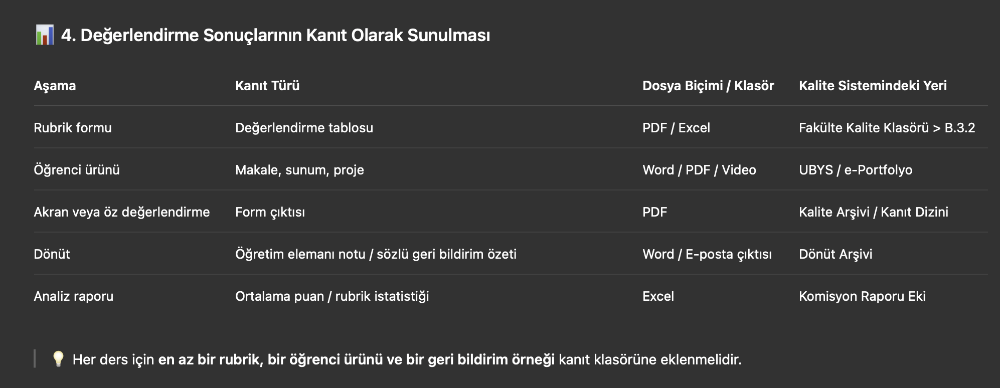 📊 4. Değerlendirme Sonuçlarının Kanıt Olarak Sunulması
Aşama Kanıt Türü Dosya Biçimi / Klasör Kalite Sistemindeki Yeri
Rubrik formu Değerlendirme tablosu PDF / Excel Fakülte Kalite Klasörü > B.3.2
Öğrenci ürünü Makale, sunum, proje Word / PDF / Video UBYS / e-Portfolyo
Akran veya öz değerlendirme Form çıktısı PDF Kalite Arşivi / Kanıt Dizini
Dönüt Öğretim elemanı notu / sözlü geri bildirim özeti Word / E-posta çıktısı Dönüt Arşivi
Analiz raporu Ortalama puan / rubrik istatistiği Excel Komisyon Raporu Eki
💡 Her ders için en az bir rubrik, bir öğrenci ürünü ve bir geri bildirim örneği kanıt klasörüne eklenmelidir.